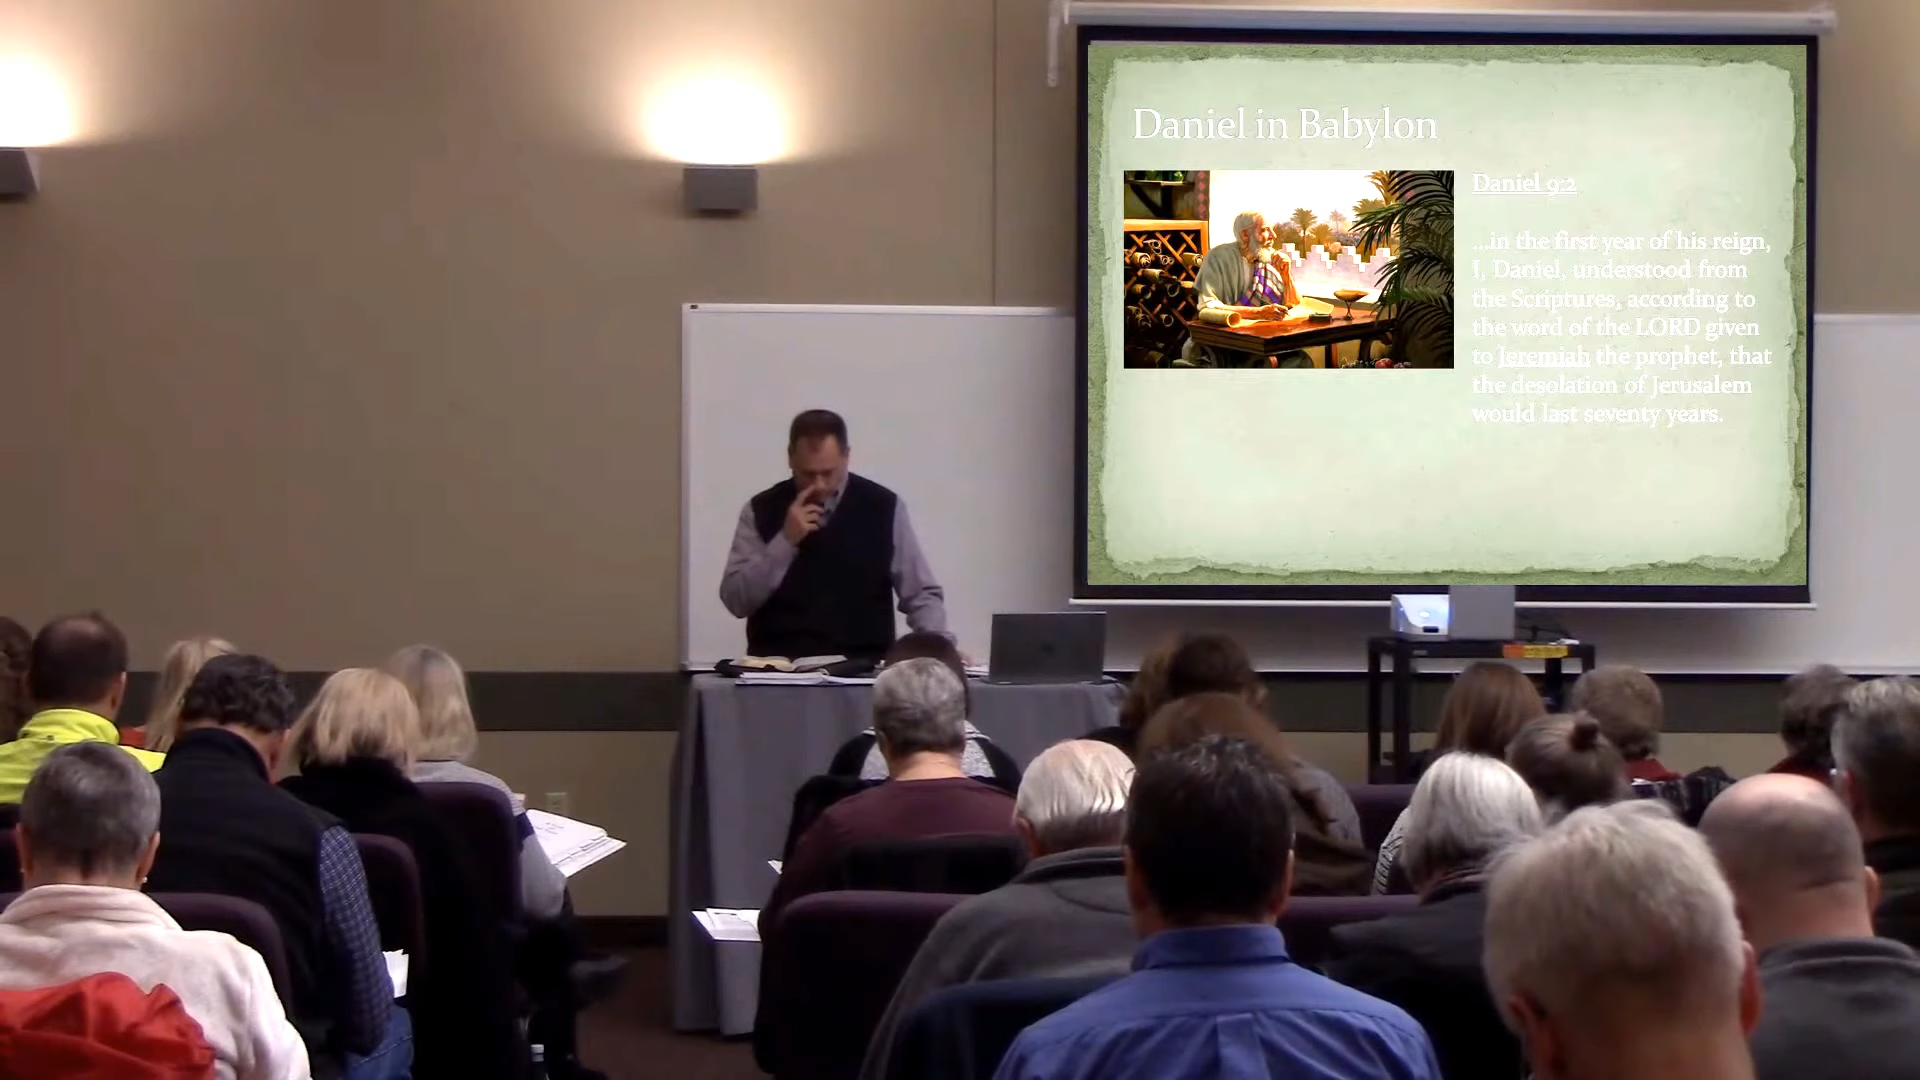 Daniel in Babylon
Daniel 9:2
...in the first year of his reign,
I, Daniel, understood from
the Scriptures, according to
the word of the LORD given
to Jeremiah the prophet, that
the desolation of Jerusalem
would last seventy years.